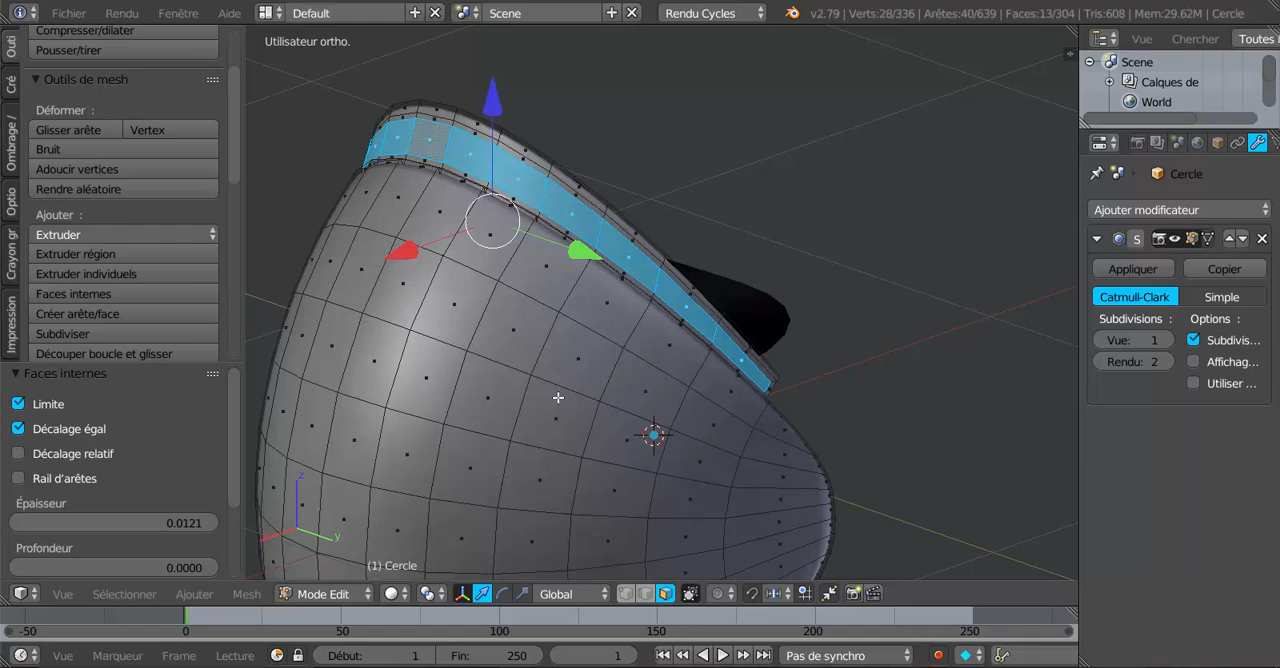 Fichier Rendu Fenêtre Aide Default Scene Rendu Cycles v2.79 | Verts:28/336 | Arêtes:40/639 | Faces:13/304 | Tris:608 | Mem:29.62M | Cercle
Compresser/dilater
Pousser/tirer
Outils de mesh
Déformer :
Glisser arête Vertex
Bruit
Adoucir vertices
Rendre aléatoire
Ajouter :
Extruder
Extruder région
Extruder individuels
Faces internes
Créer arête/face
Subdiviser
Découper boucle et glisser
Faces internes
Limite
Décalage égal
Décalage relatif
Rail d'arêtes
Épaisseur
0.0121
Profondeur
0.0000
Outi
Cré
Ombrage /
Optio
Crayon gr
Impression
Utilisateur ortho.
z
y
(1) Cercle
Vue Sélectionner Ajouter Mesh Mode Edit Global
-50 0 50 100 150 200 250
Vue Marqueur Frame Lecture Début: 1 Fin: 250 1 Pas de synchro
Vue Chercher Toutes
Scene
Calques de
World
Cercle
Ajouter modificateur
S
Appliquer Copier
Catmull-Clark Simple
Subdivisions : Options :
Vue: 1 Subdivis...
Rendu: 2 Affichag...
Utiliser ...